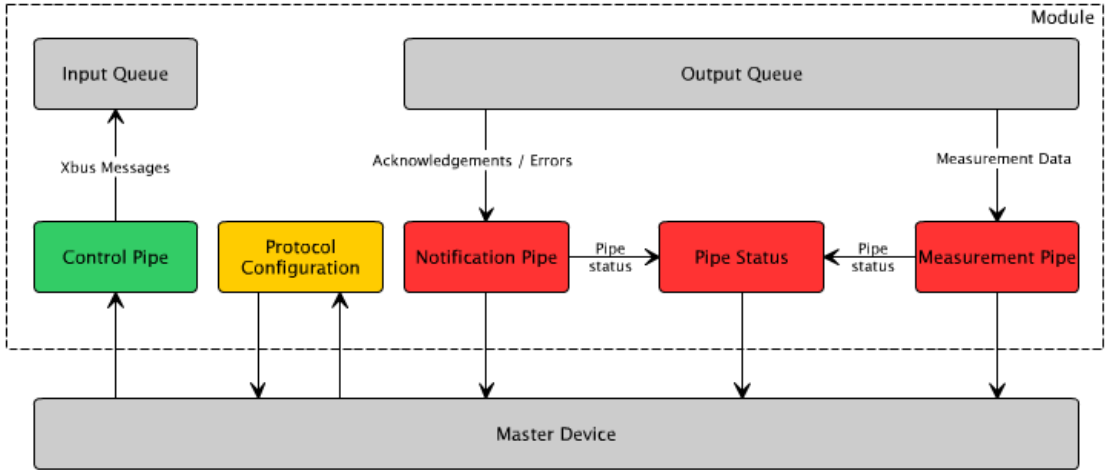 Module
Input Queue
Output Queue
Xbus Messages
Acknowledgements / Errors
Measurement Data
Control Pipe
Protocol
Configuration
Notification Pipe
Pipe
status
Pipe Status
Pipe
status
Measurement Pipe
Master Device